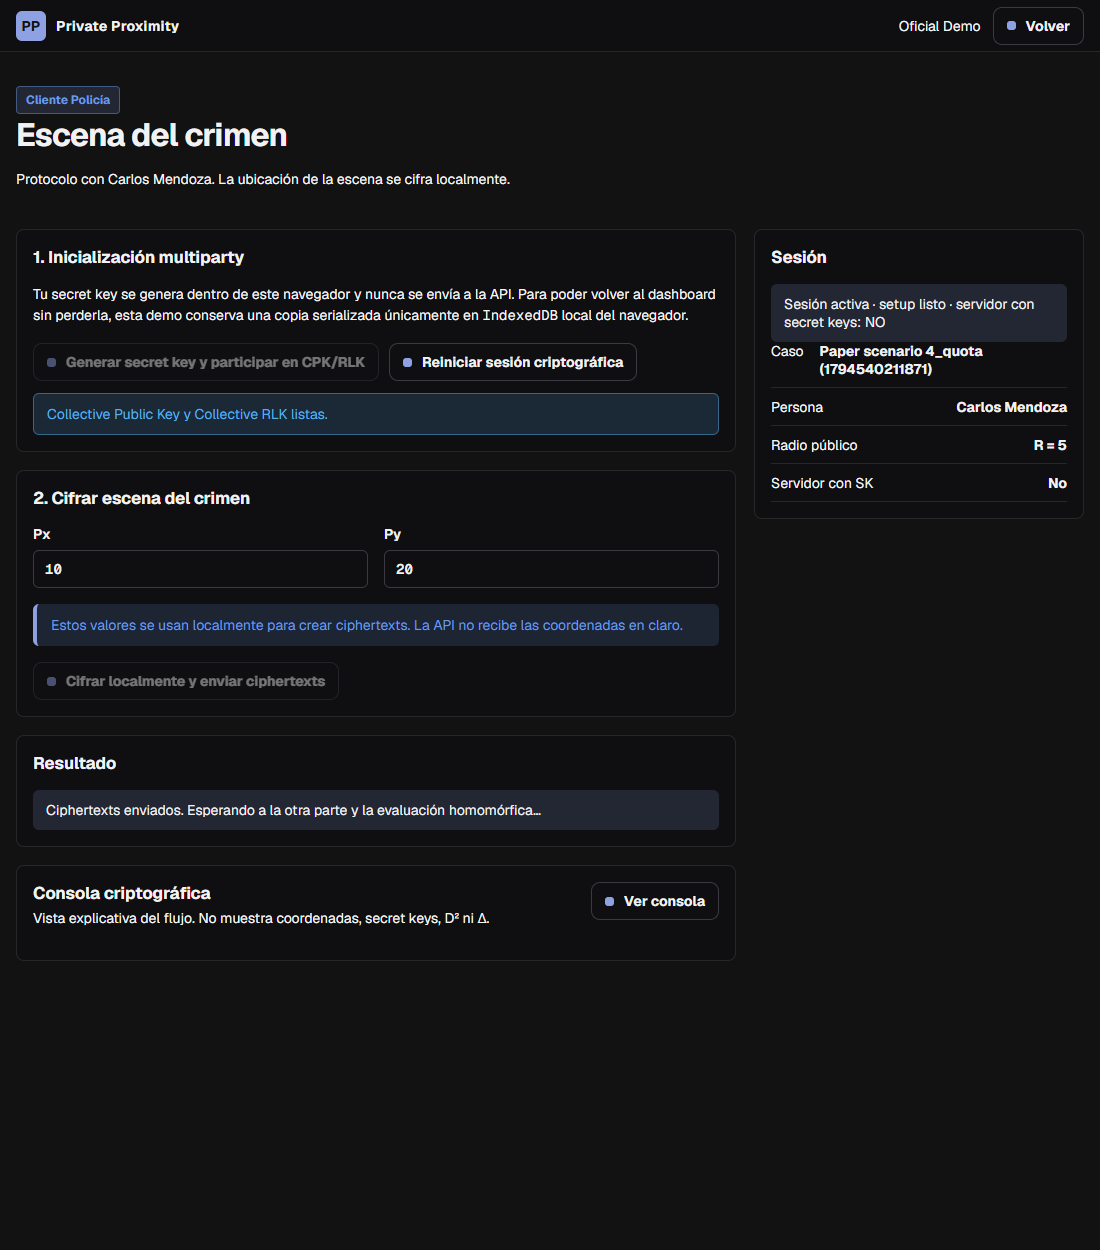 PP Private Proximity
Oficial Demo
Volver
Cliente Policía
Escena del crimen
Protocolo con Carlos Mendoza. La ubicación de la escena se cifra localmente.
1. Inicialización multiparty
Tu secret key se genera dentro de este navegador y nunca se envía a la API. Para poder volver al dashboard
sin perderla, esta demo conserva una copia serializada únicamente en IndexedDB local del navegador.
Generar secret key y participar en CPK/RLK
Reiniciar sesión criptográfica
Collective Public Key y Collective RLK listas.
2. Cifrar escena del crimen
Px
Py
10
20
Estos valores se usan localmente para crear ciphertexts. La API no recibe las coordenadas en claro.
Cifrar localmente y enviar ciphertexts
Resultado
Ciphertexts enviados. Esperando a la otra parte y la evaluación homomórfica...
Consola criptográfica
Vista explicativa del flujo. No muestra coordenadas, secret keys, D² ni Δ.
Ver consola
Sesión
Sesión activa · setup listo · servidor con
secret keys: NO
Caso Paper scenario 4_quota
(1794540211871)
Persona Carlos Mendoza
Radio público R = 5
Servidor con SK No